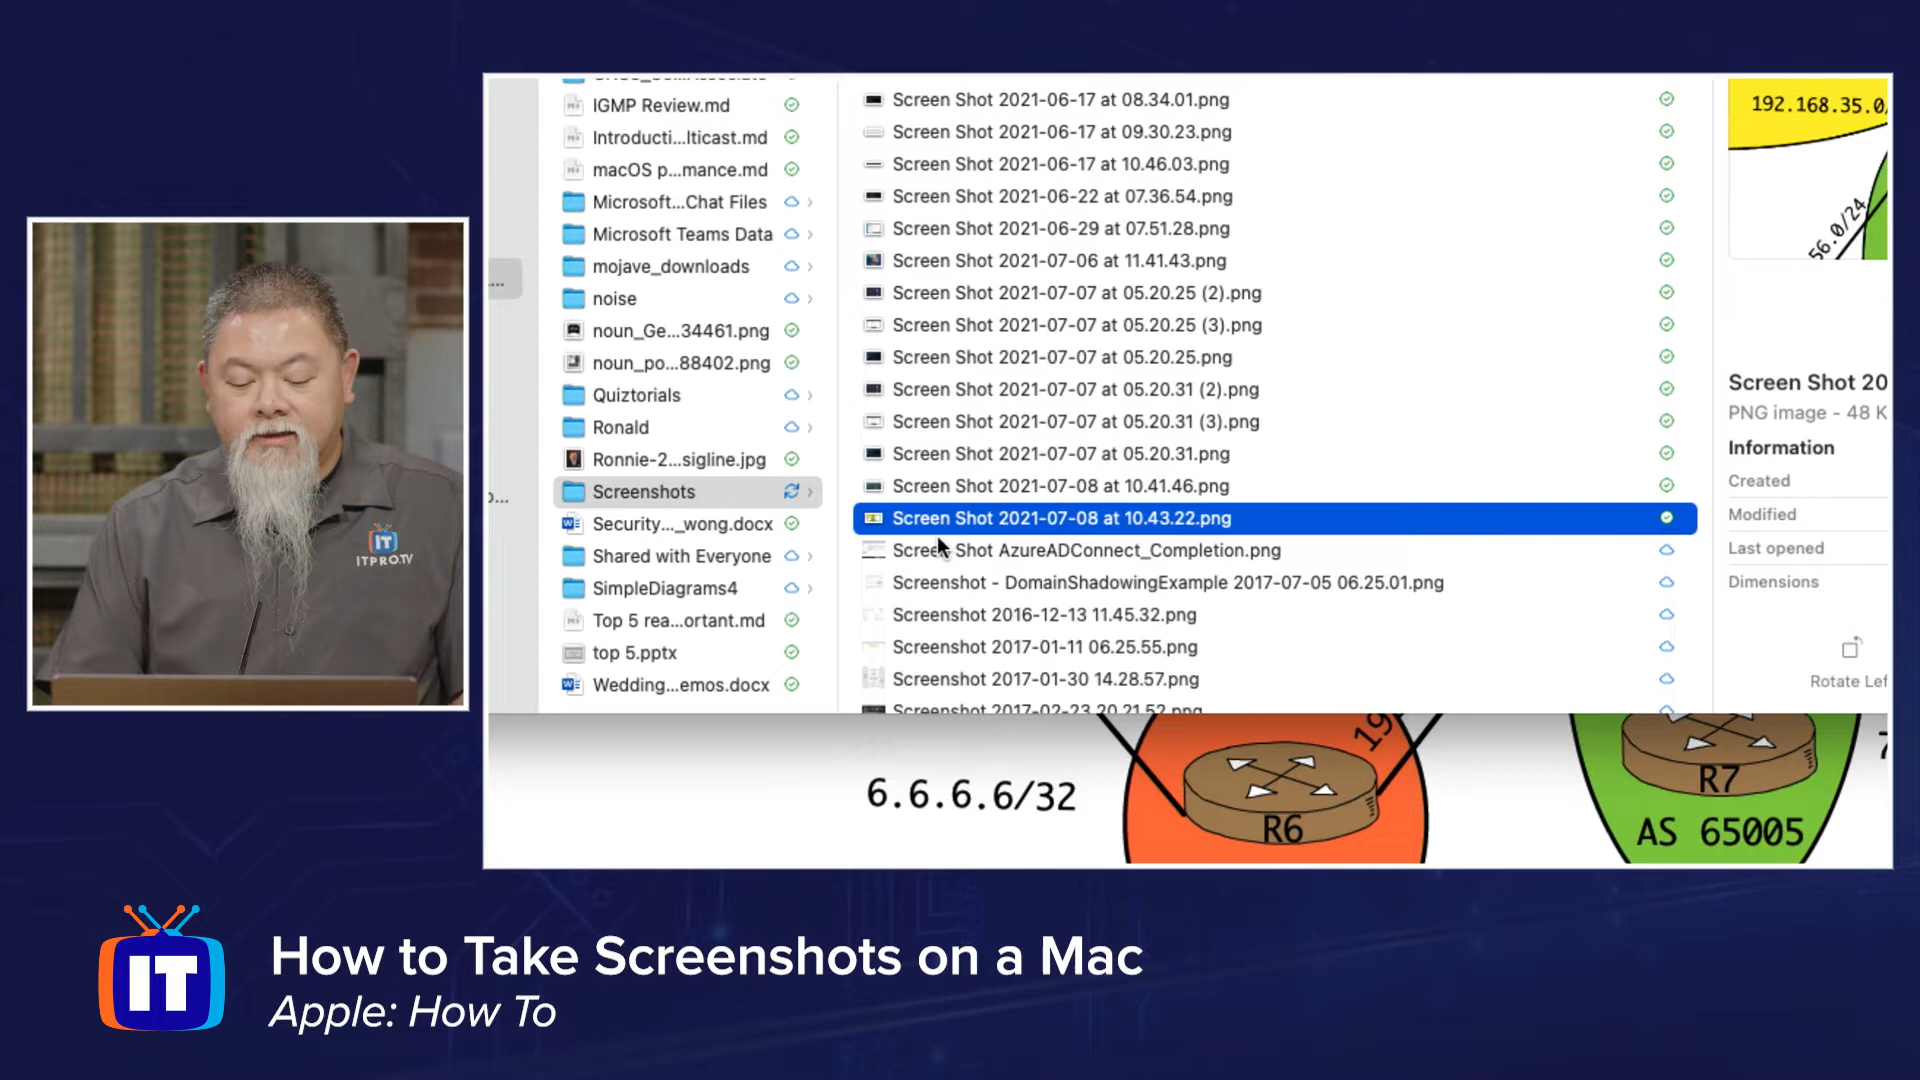 IGMP Review.md
Introducti...lticast.md
macOS p...mance.md
Microsoft...Chat Files
Microsoft Teams Data
mojave_downloads
noise
noun_Ge...34461.png
noun_po...88402.png
Quiztorials
Ronald
Ronnie-2...sigline.jpg
Screenshots
Security..._wong.docx
Shared with Everyone
SimpleDiagrams4
Top 5 rea...ortant.md
top 5.pptx
Wedding...emos.docx
Screen Shot 2021-06-17 at 08.34.01.png
Screen Shot 2021-06-17 at 09.30.23.png
Screen Shot 2021-06-17 at 10.46.03.png
Screen Shot 2021-06-22 at 07.36.54.png
Screen Shot 2021-06-29 at 07.51.28.png
Screen Shot 2021-07-06 at 11.41.43.png
Screen Shot 2021-07-07 at 05.20.25 (2).png
Screen Shot 2021-07-07 at 05.20.25 (3).png
Screen Shot 2021-07-07 at 05.20.25.png
Screen Shot 2021-07-07 at 05.20.31 (2).png
Screen Shot 2021-07-07 at 05.20.31 (3).png
Screen Shot 2021-07-07 at 05.20.31.png
Screen Shot 2021-07-08 at 10.41.46.png
Screen Shot 2021-07-08 at 10.43.22.png
Screen Shot AzureADConnect_Completion.png
Screenshot - DomainShadowingExample 2017-07-05 06.25.01.png
Screenshot 2016-12-13 11.45.32.png
Screenshot 2017-01-11 06.25.55.png
Screenshot 2017-01-30 14.28.57.png
Screenshot 2017-02-23 20.21.52.png
192.168.35.0/
56.0/24
Screen Shot 20
PNG image - 48 K
Information
Created
Modified
Last opened
Dimensions
Rotate Lef
6.6.6.6/32
19
R6
R7
AS 65005
7
IT
ITPRO.TV
IT
How to Take Screenshots on a Mac
Apple: How To